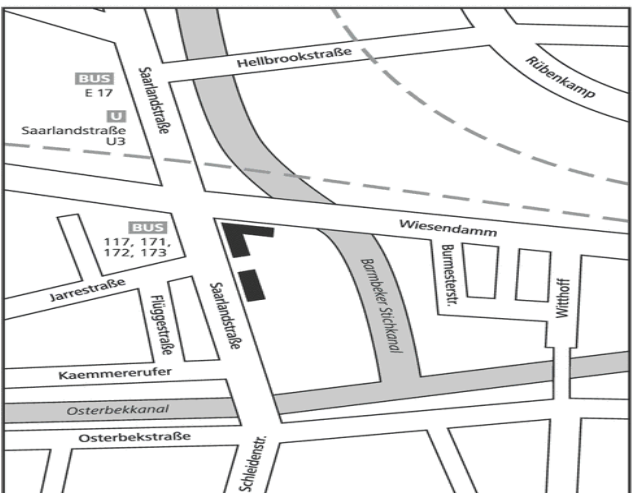 Hellbrookstraße
Rübenkamp
BUS
E 17
Saarlandstraße
U
Saarlandstraße
U3
BUS
117, 171,
172, 173
Wiesendamm
Burmesterstr.
Witthoff
Barmbeker Stichkanal
Jarrestraße
Flüggestraße
Saarlandstraße
Kaemmererufer
Osterbekkanal
Osterbekstraße
Schleidenstr.